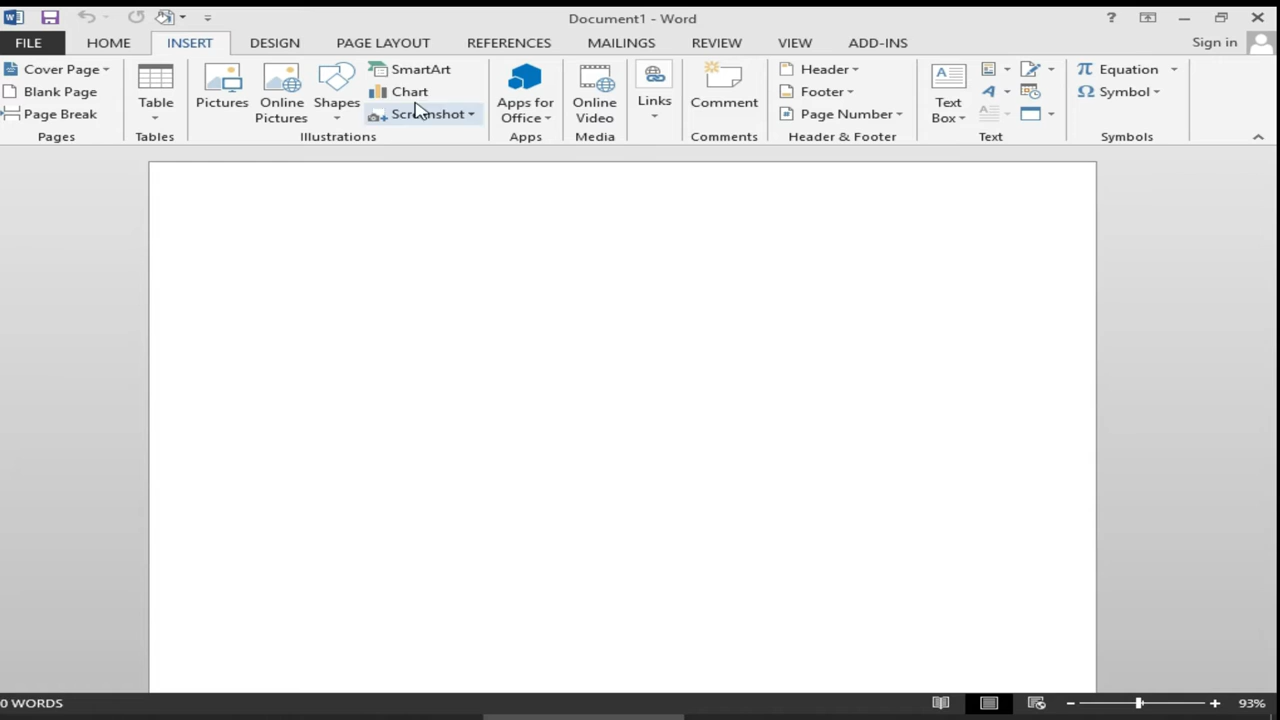 Document1 - Word
FILE HOME INSERT DESIGN PAGE LAYOUT REFERENCES MAILINGS REVIEW VIEW ADD-INS Sign in
Cover Page
Blank Page
Page Break
Pages
Table
Tables
Pictures
Online
Pictures
Shapes
SmartArt
Chart
Screenshot
Illustrations
Apps for
Office
Apps
Online
Video
Media
Links
Comment
Comments
Header
Footer
Page Number
Header & Footer
Text
Box
Text
Equation
Symbol
Symbols
0 WORDS
93%